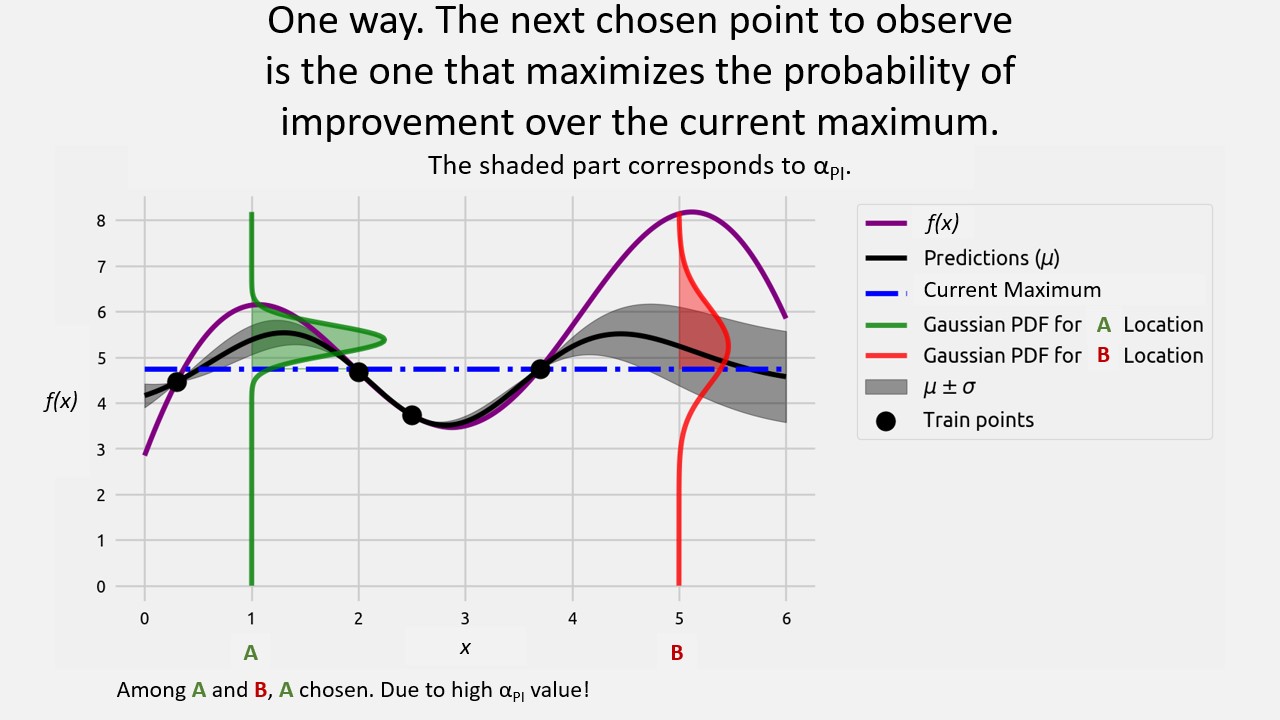 One way. The next chosen point to observe
is the one that maximizes the probability of
improvement over the current maximum.
The shaded part corresponds to αPI.
8
7
6
5
4
3
2
1
0
f(x)
0 1 2 3 4 5 6
A x B
f(x)
Predictions (μ)
Current Maximum
Gaussian PDF for A Location
Gaussian PDF for B Location
μ ± σ
Train points
Among A and B, A chosen. Due to high αPI value!